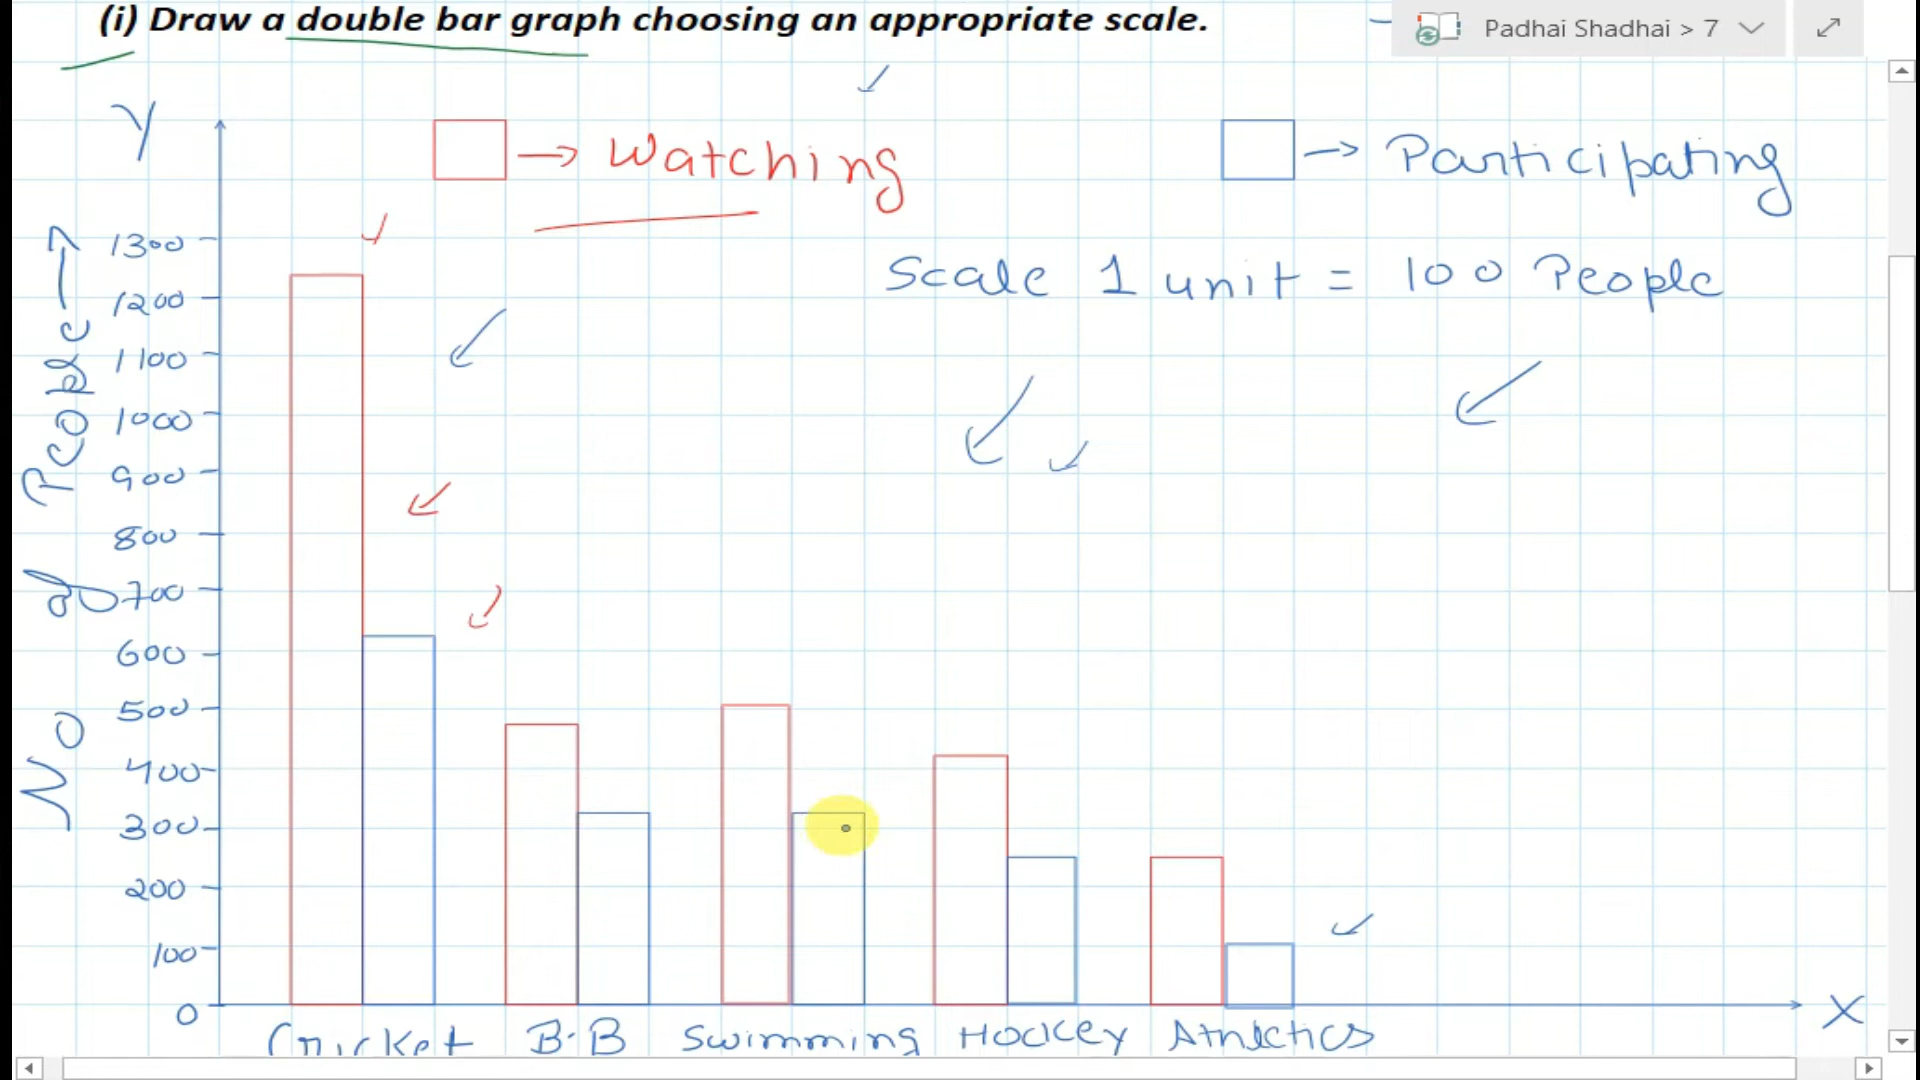 (i) Draw a double bar graph choosing an appropriate scale.
Padhai Shadhai > 7
Y
Watching
Participating
Scale 1 unit = 100 People
No of People
1300
1200
1100
1000
900
800
700
600
500
400
300
200
100
0
X
Cricket B.B Swimming Hockey Athletics